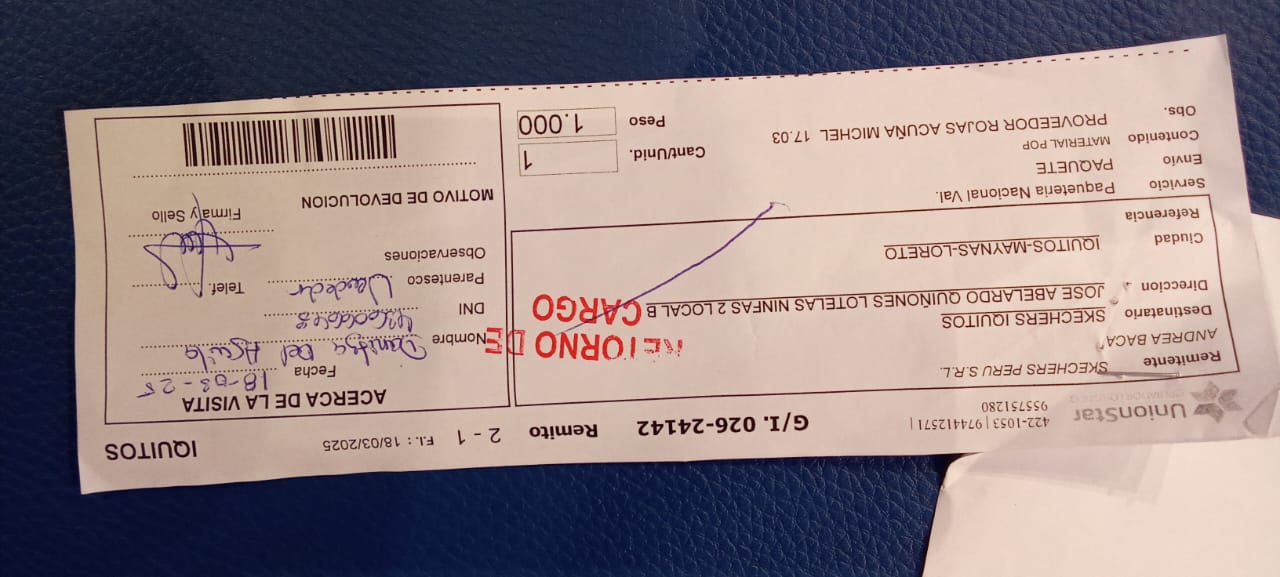 UnionStar
422-1053 | 974412571 |
955751280
G/I. 026-24142
Remito 2 - 1
F.I.: 18/03/2025
IQUITOS
Remitente SKECHERS PERU S.R.L.
ANDREA BACA
Destinatario SKECHERS IQUITOS
Direccion JOSE ABELARDO QUIÑONES LOTELAS NINFAS 2 LOCAL B
Ciudad IQUITOS-MAYNAS-LORETO
Referencia
RETORNO DE
CARGO
Servicio Paqueteria Nacional Val.
Envio PAQUETE
Contenido MATERIAL POP
Obs. PROVEEDOR ROJAS ACUÑA MICHEL 17.03
Cant/Unid. 1
Peso 1.000
ACERCA DE LA VISITA
Fecha 18-03-25
Nombre Del Aguila
DNI
Parentesco Telef.
Observaciones
Firma y Sello
MOTIVO DE DEVOLUCION